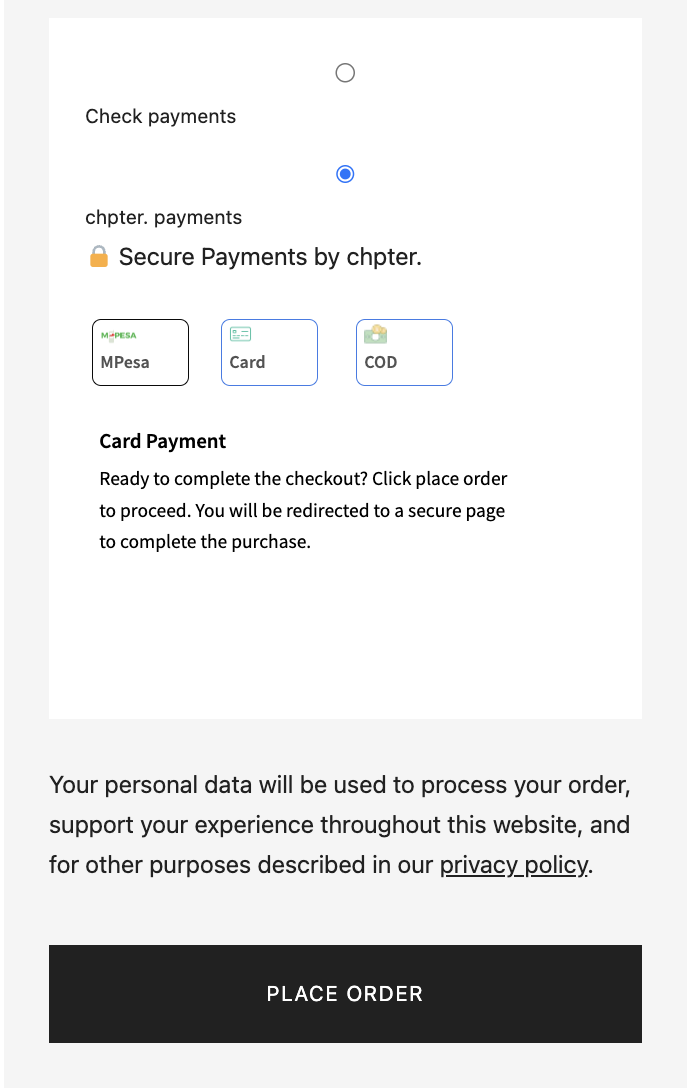 Check payments
chpter. payments
Secure Payments by chpter.
M-PESA
MPesa
Card
COD
Card Payment
Ready to complete the checkout? Click place order
to proceed. You will be redirected to a secure page
to complete the purchase.
Your personal data will be used to process your order,
support your experience throughout this website, and
for other purposes described in our privacy policy.
PLACE ORDER